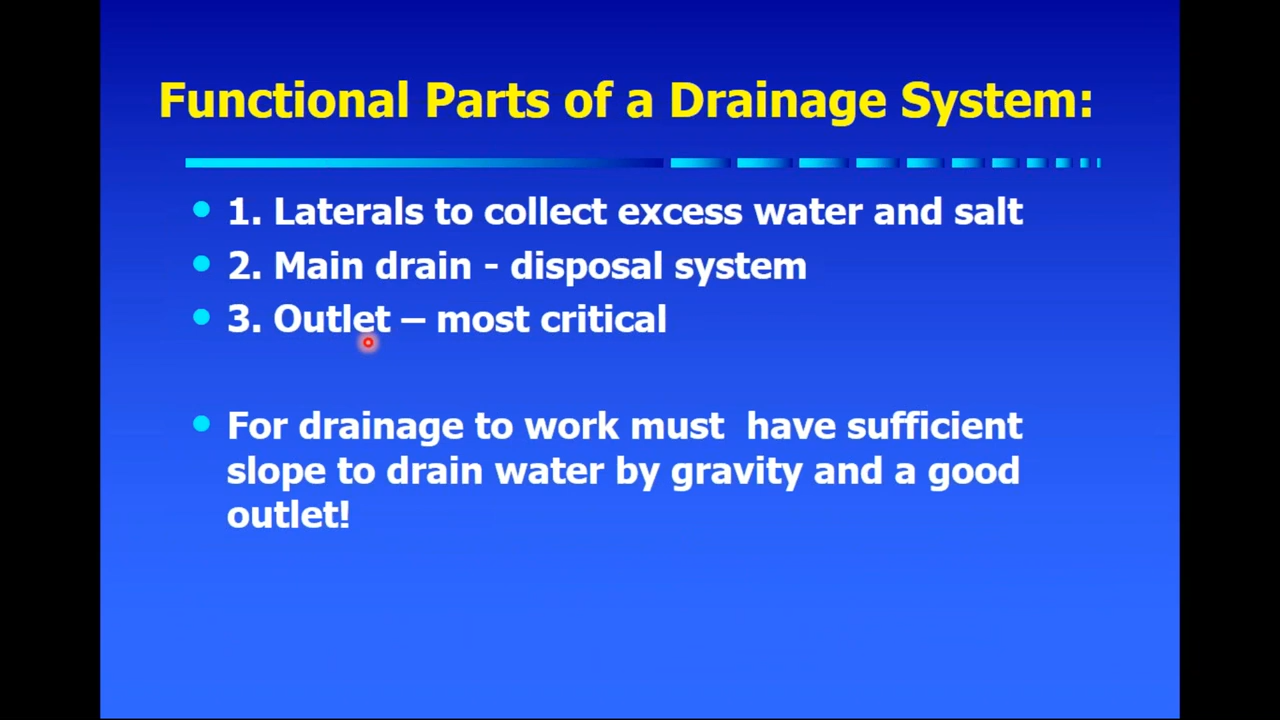 Functional Parts of a Drainage System:
1. Laterals to collect excess water and salt
2. Main drain - disposal system
3. Outlet – most critical
For drainage to work must  have sufficient
slope to drain water by gravity and a good
outlet!